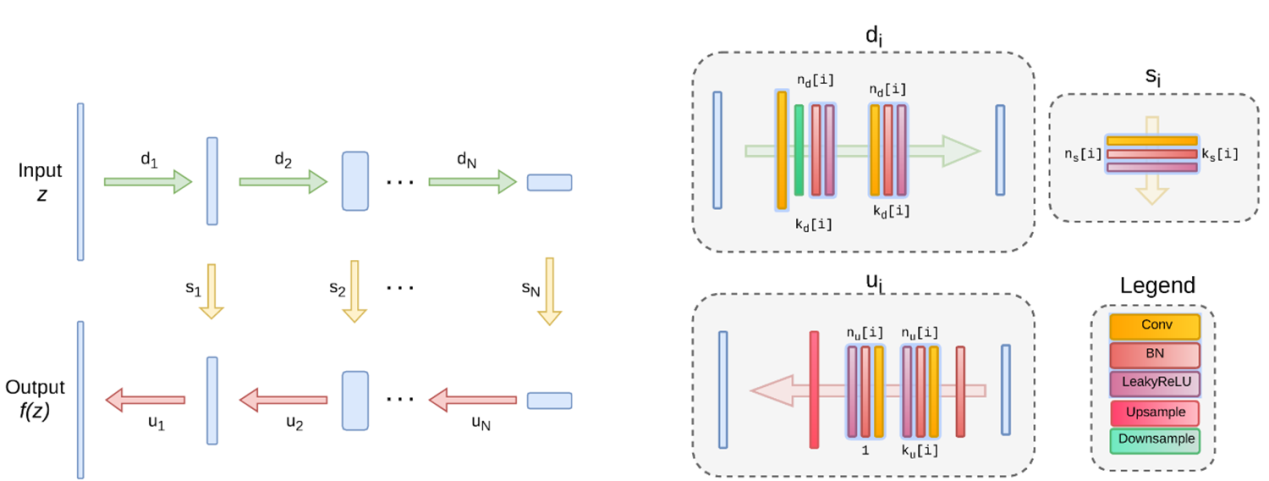 Input
z
d1
d2
...
dN
s1
s2
...
sN
Output
f(z)
u1
u2
...
uN
di
nd[i]
nd[i]
kd[i]
kd[i]
si
ns[i]
ks[i]
ui
nu[i]
nu[i]
1
ku[i]
Legend
Conv
BN
LeakyReLU
Upsample
Downsample